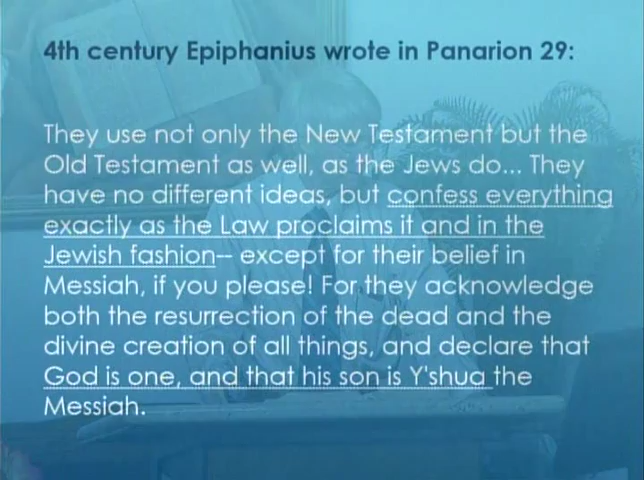 4th century Epiphanius wrote in Panarion 29:
They use not only the New Testament but the
Old Testament as well, as the Jews do... They
have no different ideas, but confess everything
exactly as the Law proclaims it and in the
Jewish fashion-- except for their belief in
Messiah, if you please! For they acknowledge
both the resurrection of the dead and the
divine creation of all things, and declare that
God is one, and that his son is Y'shua the
Messiah.